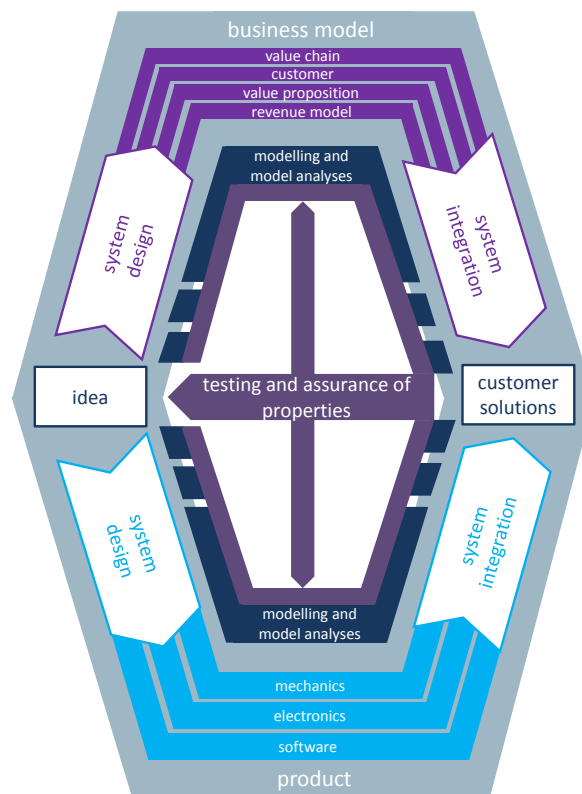 business model
value chain
customer
value proposition
revenue model
modelling and
model analyses
system
design
system
integration
idea
testing and assurance of
properties
customer
solutions
system
design
system
integration
modelling and
model analyses
mechanics
electronics
software
product